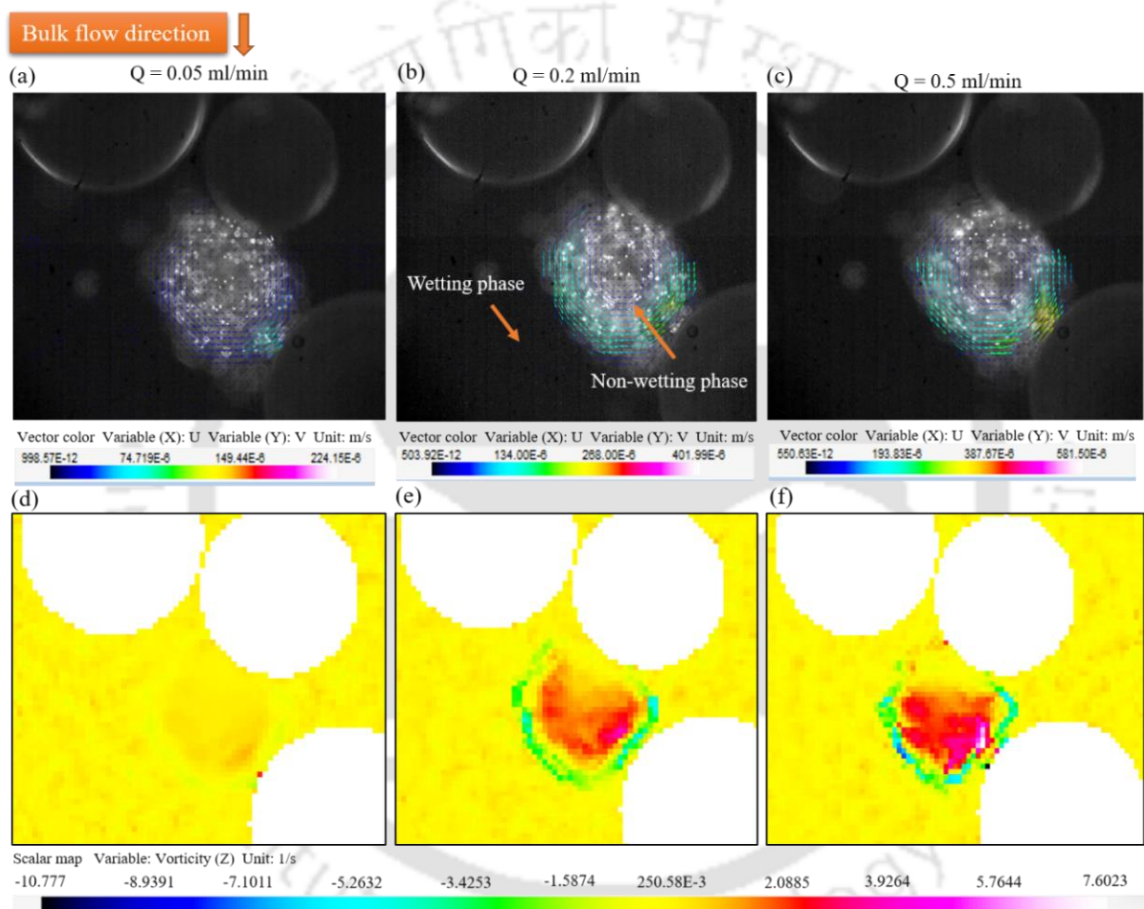 Bulk flow direction
(a) Q = 0.05 ml/min (b) Q = 0.2 ml/min (c) Q = 0.5 ml/min
Wetting phase
Non-wetting phase
Vector color Variable (X): U Variable (Y): V Unit: m/s Vector color Variable (X): U Variable (Y): V Unit: m/s Vector color Variable (X): U Variable (Y): V Unit: m/s
998.57E-12 74.719E-6 149.44E-6 224.15E-6 503.92E-12 134.00E-6 268.00E-6 401.99E-6 550.63E-12 193.83E-6 387.67E-6 581.50E-6
(d) (e) (f)
Scalar map Variable: Vorticity (Z) Unit: 1/s
-10.777 -8.9391 -7.1011 -5.2632 -3.4253 -1.5874 250.58E-3 2.0885 3.9264 5.7644 7.6023